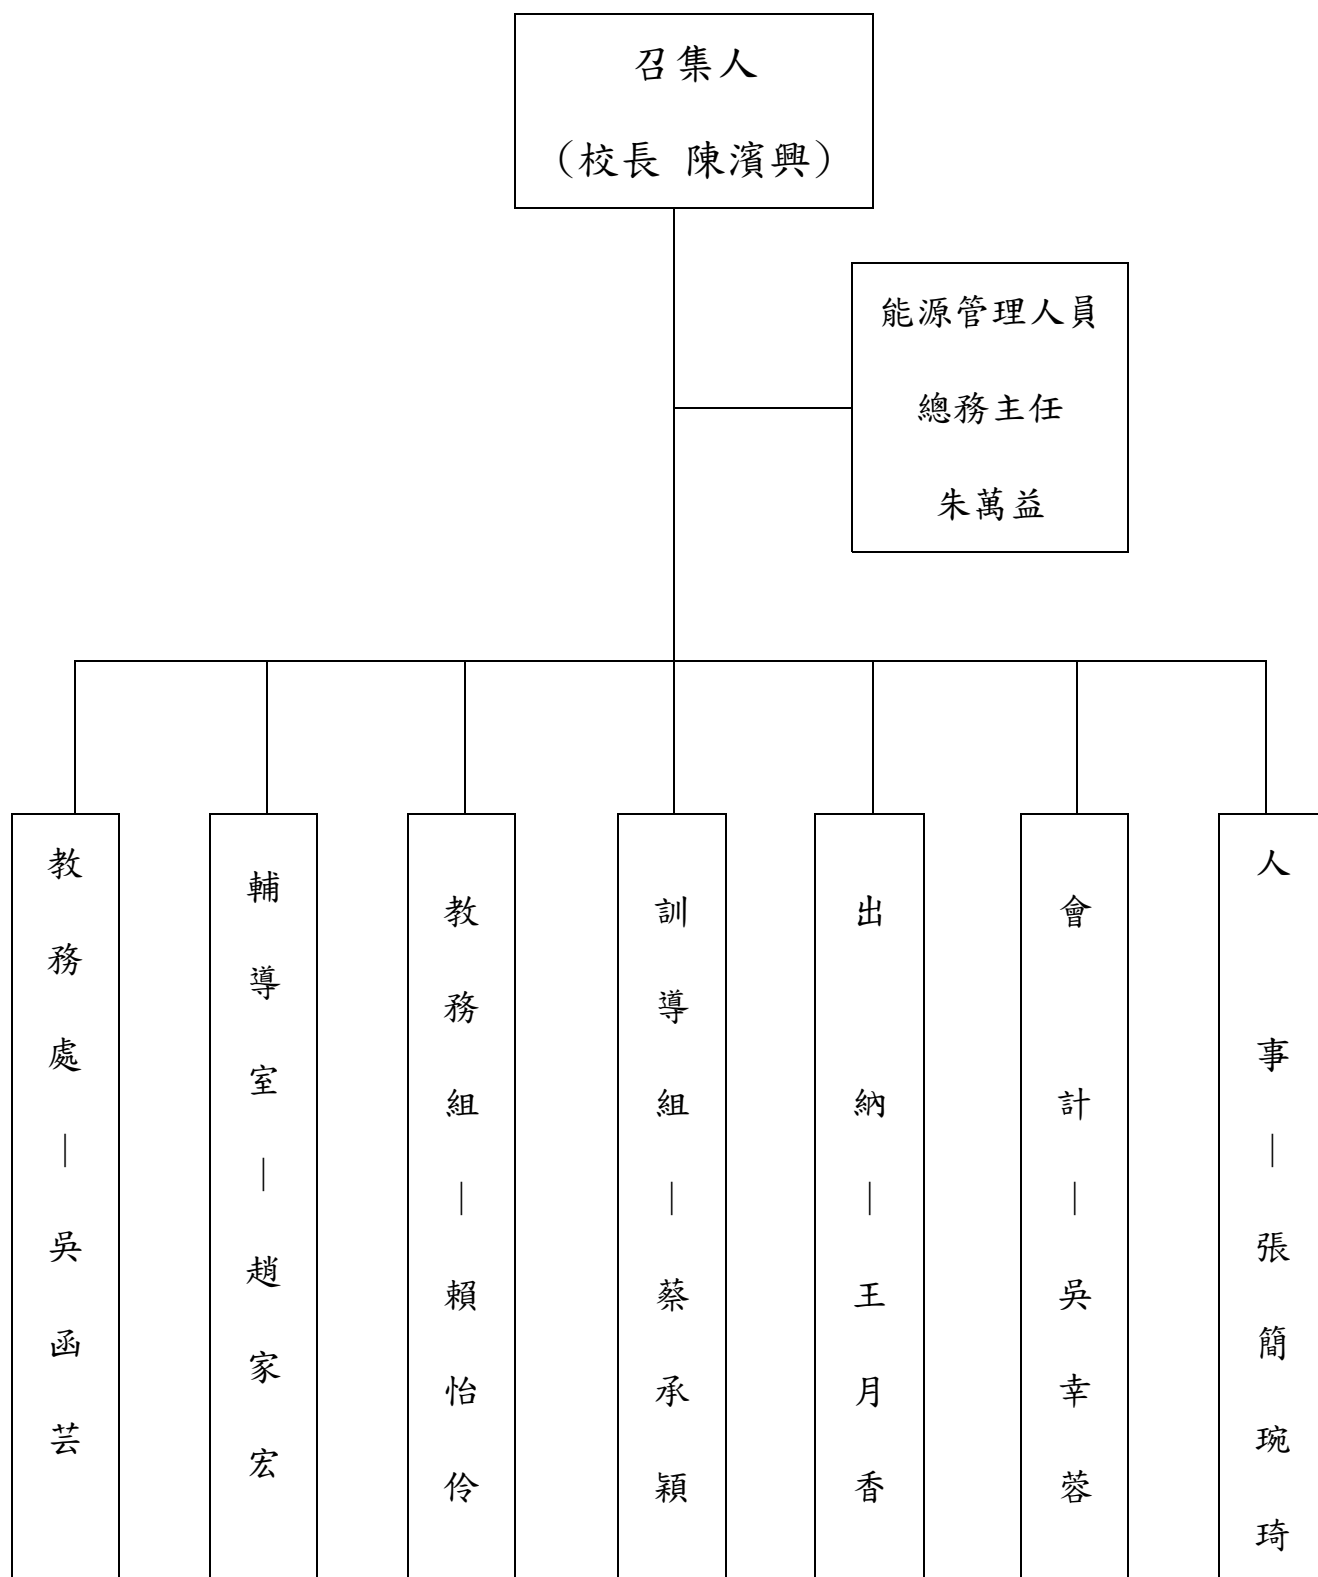 召集人
（校長 陳濱興）
能源管理人員
總務主任
朱萬益
教務處｜吳函芸
輔導室｜趙家宏
教務組｜賴怡伶
訓導組｜蔡承穎
出納｜王月香
會計｜吳幸蓉
人事｜張簡琬琦